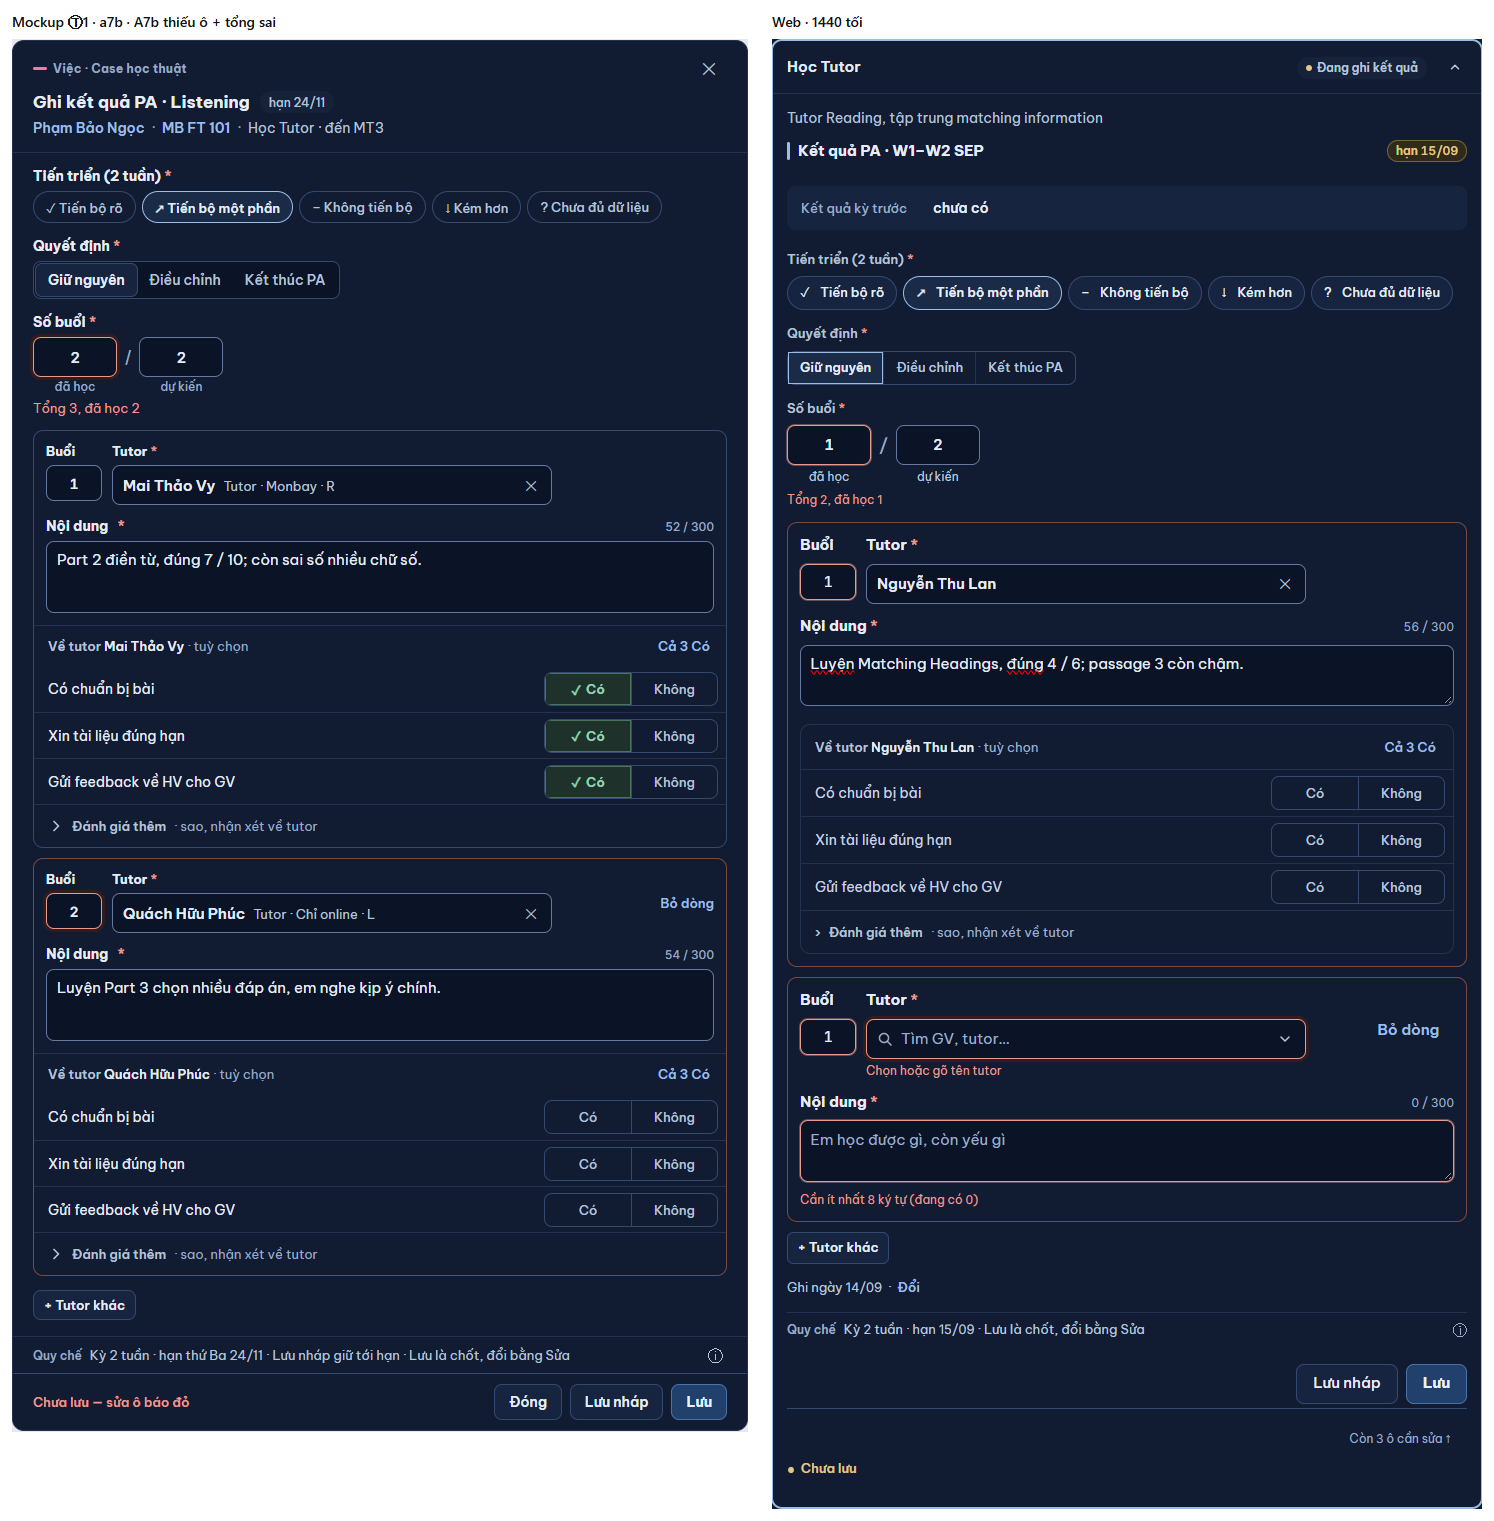 Mockup Ⓣ1 · a7b · A7b thiếu ô + tổng sai
Việc · Case học thuật
Ghi kết quả PA · Listening hạn 24/11
Phạm Bảo Ngọc · MB FT 101 · Học Tutor · đến MT3
Tiến triển (2 tuần) *
✓ Tiến bộ rõ ↗ Tiến bộ một phần – Không tiến bộ ↓ Kém hơn ? Chưa đủ dữ liệu
Quyết định *
Giữ nguyên Điều chỉnh Kết thúc PA
Số buổi *
2 / 2
đã học dự kiến
Tổng 3, đã học 2
Buổi Tutor *
1 Mai Thảo Vy Tutor · Monbay · R
Nội dung * 52 / 300
Part 2 điền từ, đúng 7 / 10; còn sai số nhiều chữ số.
Về tutor Mai Thảo Vy · tuỳ chọn Cả 3 Có
Có chuẩn bị bài ✓ Có Không
Xin tài liệu đúng hạn ✓ Có Không
Gửi feedback về HV cho GV ✓ Có Không
Đánh giá thêm · sao, nhận xét về tutor
Buổi Tutor *
2 Quách Hữu Phúc Tutor · Chỉ online · L Bỏ dòng
Nội dung * 54 / 300
Luyện Part 3 chọn nhiều đáp án, em nghe kịp ý chính.
Về tutor Quách Hữu Phúc · tuỳ chọn Cả 3 Có
Có chuẩn bị bài Có Không
Xin tài liệu đúng hạn Có Không
Gửi feedback về HV cho GV Có Không
Đánh giá thêm · sao, nhận xét về tutor
+ Tutor khác
Quy chế Kỳ 2 tuần · hạn thứ Ba 24/11 · Lưu nháp giữ tới hạn · Lưu là chốt, đổi bằng Sửa
Chưa lưu — sửa ô báo đỏ Đóng Lưu nháp Lưu
Web · 1440 tối
Học Tutor Đang ghi kết quả
Tutor Reading, tập trung matching information
Kết quả PA · W1–W2 SEP hạn 15/09
Kết quả kỳ trước chưa có
Tiến triển (2 tuần) *
✓ Tiến bộ rõ ↗ Tiến bộ một phần – Không tiến bộ ↓ Kém hơn ? Chưa đủ dữ liệu
Quyết định *
Giữ nguyên Điều chỉnh Kết thúc PA
Số buổi *
1 / 2
đã học dự kiến
Tổng 2, đã học 1
Buổi Tutor *
1 Nguyễn Thu Lan
Nội dung * 56 / 300
Luyện Matching Headings, đúng 4 / 6; passage 3 còn chậm.
Về tutor Nguyễn Thu Lan · tuỳ chọn Cả 3 Có
Có chuẩn bị bài Có Không
Xin tài liệu đúng hạn Có Không
Gửi feedback về HV cho GV Có Không
› Đánh giá thêm · sao, nhận xét về tutor
Buổi Tutor *
1 Tìm GV, tutor... Bỏ dòng
Chọn hoặc gõ tên tutor
Nội dung * 0 / 300
Em học được gì, còn yếu gì
Cần ít nhất 8 ký tự (đang có 0)
+ Tutor khác
Ghi ngày 14/09 · Đổi
Quy chế Kỳ 2 tuần · hạn 15/09 · Lưu là chốt, đổi bằng Sửa
Lưu nháp Lưu
Còn 3 ô cần sửa ↑
Chưa lưu